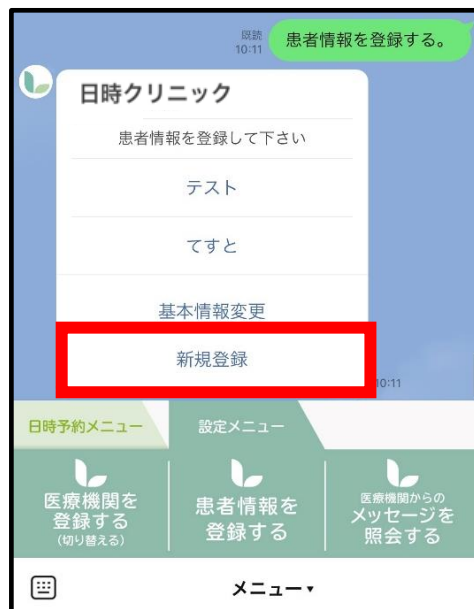 既読
10:11
患者情報を登録する。
日時クリニック
患者情報を登録して下さい
テスト
てすと
基本情報変更
新規登録
10:11
日時予約メニュー
設定メニュー
医療機関を
登録する
(切り替える)
患者情報を
登録する
医療機関からの
メッセージを
照会する
メニュー▾